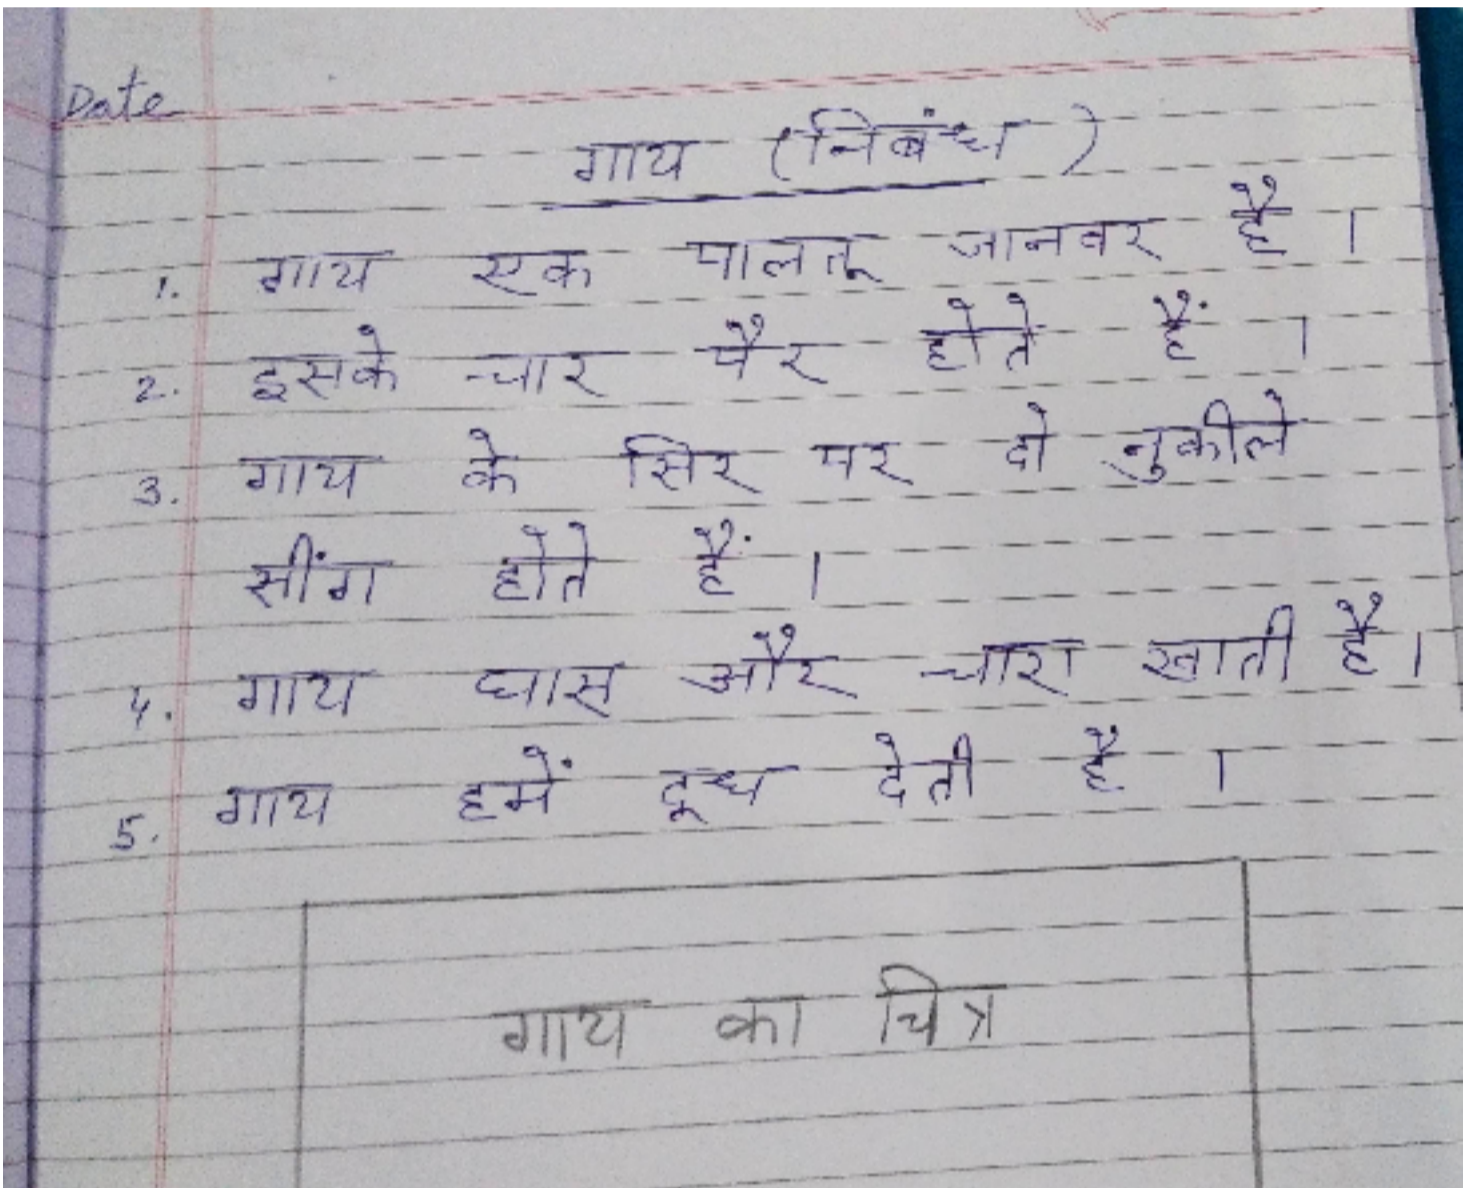 Date
गाय (निबंध)
1. गाय एक पालतू जानवर है ।
2. इसके चार पैर होते हैं ।
3. गाय के सिर पर दो नुकीले
सींग होते हैं ।
4. गाय घास और चारा खाती है ।
5. गाय हमें दूध देती है ।
गाय का चित्र